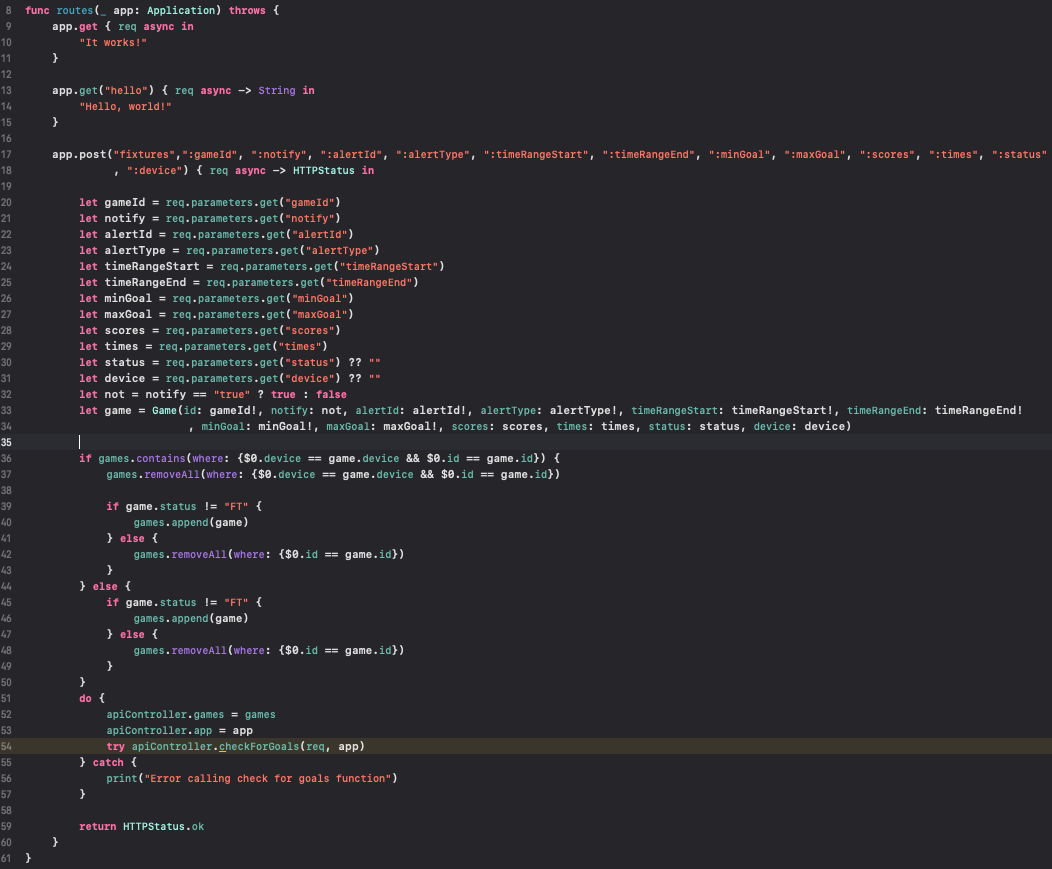 8 func routes(_ app: Application) throws {
9     app.get { req async in
10         "It works!"
11     }
12
13     app.get("hello") { req async -> String in
14         "Hello, world!"
15     }
16
17     app.post("fixtures",":gameId", ":notify", ":alertId", ":alertType", ":timeRangeStart", ":timeRangeEnd", ":minGoal", ":maxGoal", ":scores", ":times", ":status"
18              , ":device") { req async -> HTTPStatus in
19
20         let gameId = req.parameters.get("gameId")
21         let notify = req.parameters.get("notify")
22         let alertId = req.parameters.get("alertId")
23         let alertType = req.parameters.get("alertType")
24         let timeRangeStart = req.parameters.get("timeRangeStart")
25         let timeRangeEnd = req.parameters.get("timeRangeEnd")
26         let minGoal = req.parameters.get("minGoal")
27         let maxGoal = req.parameters.get("maxGoal")
28         let scores = req.parameters.get("scores")
29         let times = req.parameters.get("times")
30         let status = req.parameters.get("status") ?? ""
31         let device = req.parameters.get("device") ?? ""
32         let not = notify == "true" ? true : false
33         let game = Game(id: gameId!, notify: not, alertId: alertId!, alertType: alertType!, timeRangeStart: timeRangeStart!, timeRangeEnd: timeRangeEnd!
34                         , minGoal: minGoal!, maxGoal: maxGoal!, scores: scores, times: times, status: status, device: device)
35
36         if games.contains(where: {$0.device == game.device && $0.id == game.id}) {
37             games.removeAll(where: {$0.device == game.device && $0.id == game.id})
38
39             if game.status != "FT" {
40                 games.append(game)
41             } else {
42                 games.removeAll(where: {$0.id == game.id})
43             }
44         } else {
45             if game.status != "FT" {
46                 games.append(game)
47             } else {
48                 games.removeAll(where: {$0.id == game.id})
49             }
50         }
51         do {
52             apiController.games = games
53             apiController.app = app
54             try apiController.checkForGoals(req, app)
55         } catch {
56             print("Error calling check for goals function")
57         }
58
59         return HTTPStatus.ok
60     }
61 }